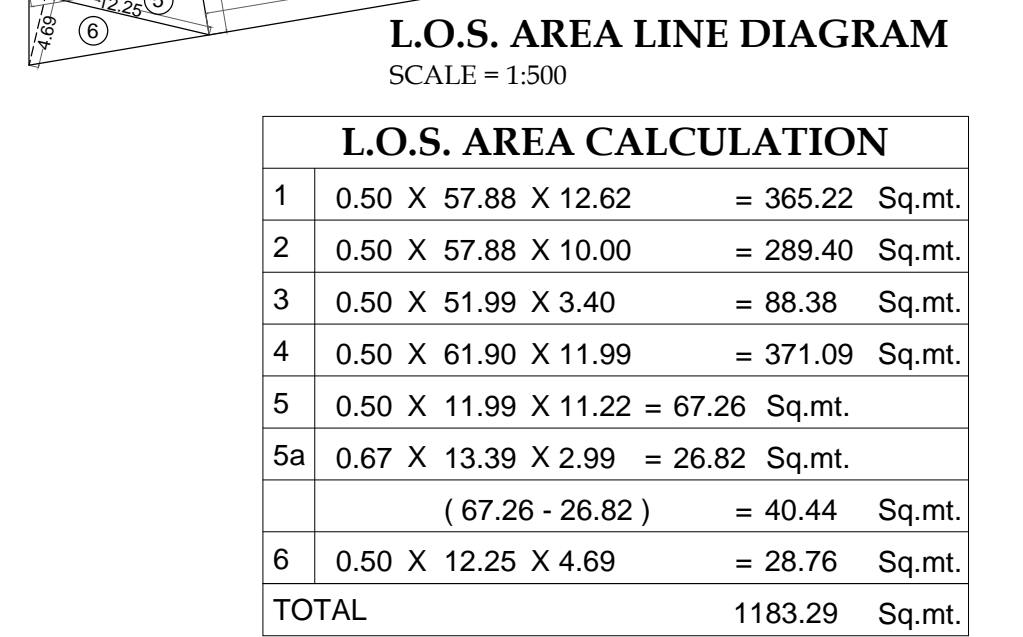 12.25
5
4.69
6
L.O.S. AREA LINE DIAGRAM
SCALE = 1:500
L.O.S. AREA CALCULATION
1 0.50 X 57.88 X 12.62 = 365.22 Sq.mt.
2 0.50 X 57.88 X 10.00 = 289.40 Sq.mt.
3 0.50 X 51.99 X 3.40 = 88.38 Sq.mt.
4 0.50 X 61.90 X 11.99 = 371.09 Sq.mt.
5 0.50 X 11.99 X 11.22 = 67.26 Sq.mt.
5a 0.67 X 13.39 X 2.99 = 26.82 Sq.mt.
( 67.26 - 26.82 ) = 40.44 Sq.mt.
6 0.50 X 12.25 X 4.69 = 28.76 Sq.mt.
TOTAL 1183.29 Sq.mt.